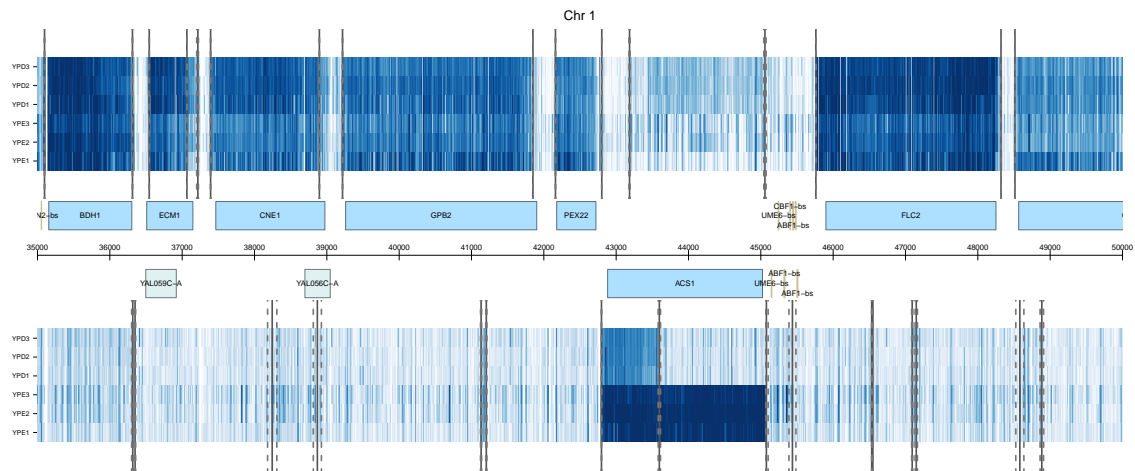 Chr 1
YPD3
YPD2
YPD1
YPE3
YPE2
YPE1
N2−bs BDH1 ECM1 CNE1 GPB2 PEX22 CBF1−bs
UME6−bs
ABF1−bs FLC2
35000 36000 37000 38000 39000 40000 41000 42000 43000 44000 45000 46000 47000 48000 49000 50000
YAL059C−A YAL056C−A ACS1 ABF1−bs
UME6−bs
ABF1−bs
YPD3
YPD2
YPD1
YPE3
YPE2
YPE1